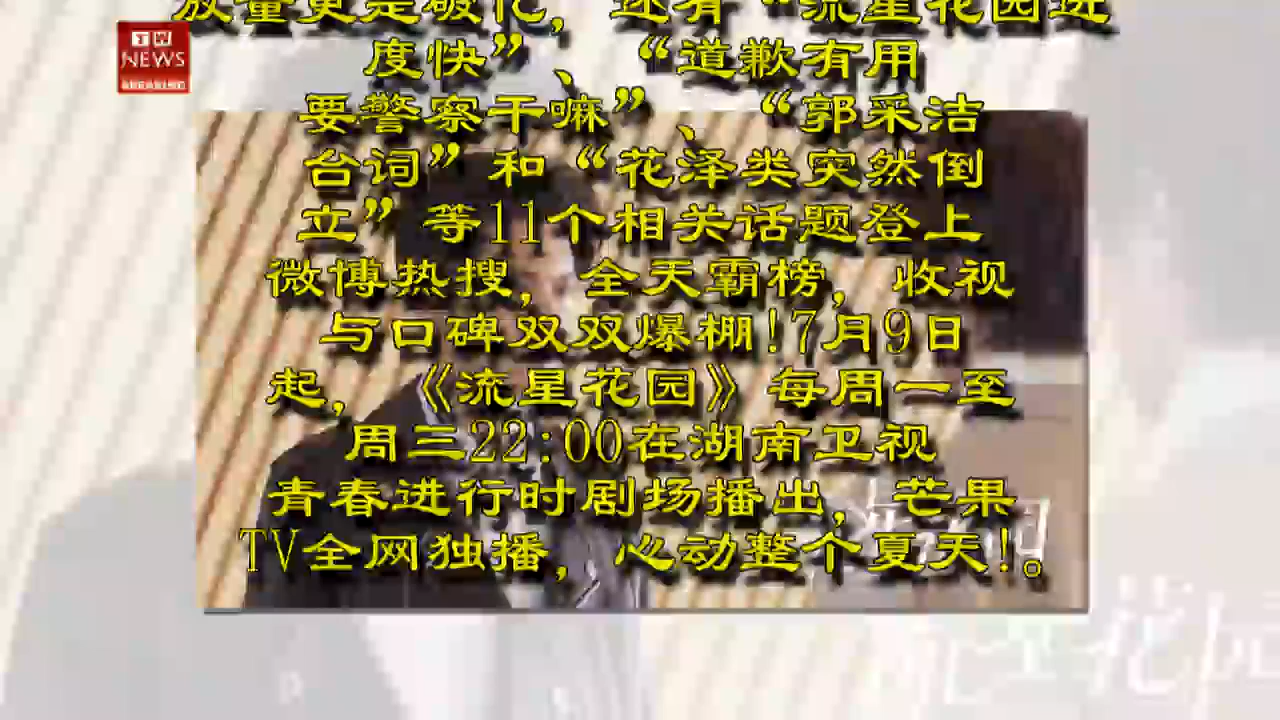 TW
NEWS
BREAKING
放量更是破亿，还有“流星花园进
度快”、“道歉有用
要警察干嘛”、“郭采洁
台词”和“花泽类突然倒
立”等11个相关话题登上
微博热搜，全天霸榜，收视
与口碑双双爆棚!7月9日
起，《流星花园》每周一至
周三22:00在湖南卫视
青春进行时剧场播出，芒果
TV全网独播，心动整个夏天!。